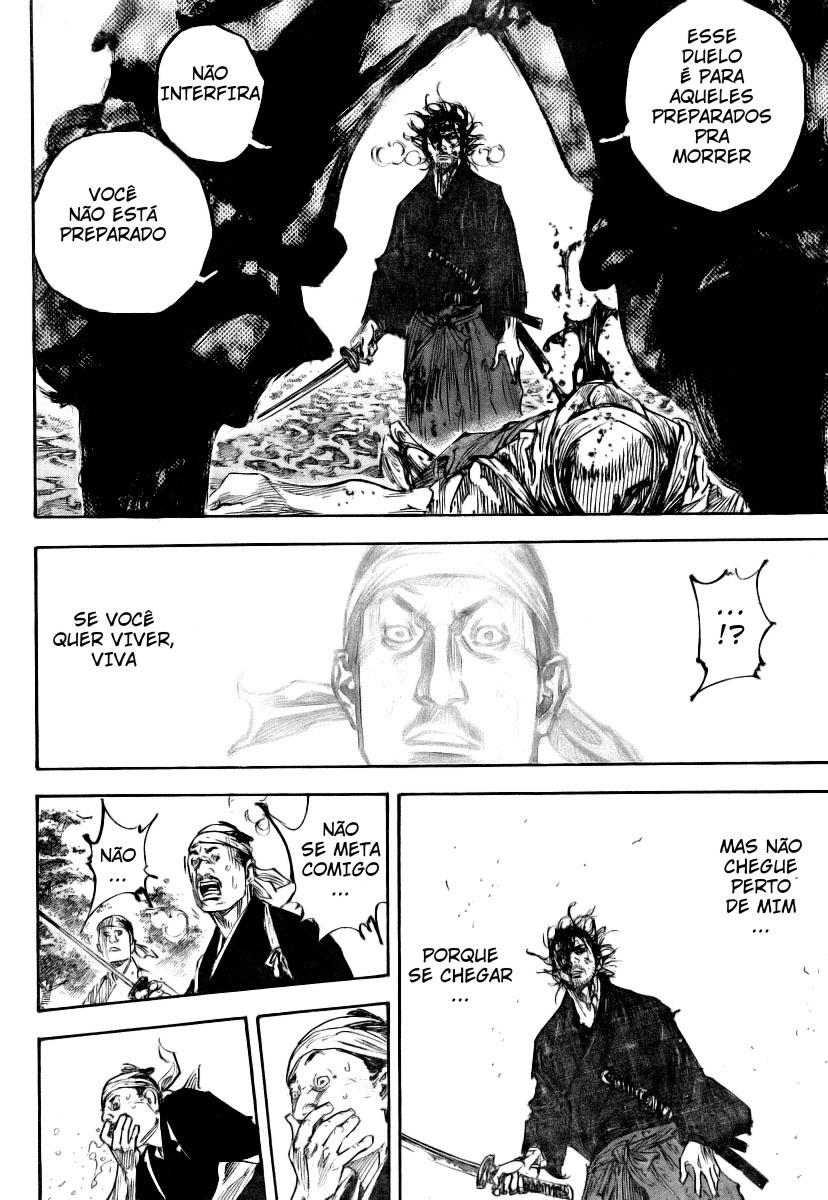 ESSE
DUELO
É PARA
AQUELES
PREPARADOS
PRA
MORRER
NÃO
INTERFIRA
VOCÊ
NÃO ESTÁ
PREPARADO
...
!?
SE VOCÊ
QUER VIVER,
VIVA
MAS NÃO
CHEGUE
PERTO
DE MIM
...
PORQUE
SE CHEGAR
...
NÃO
SE META
COMIGO
...
NÃO
...